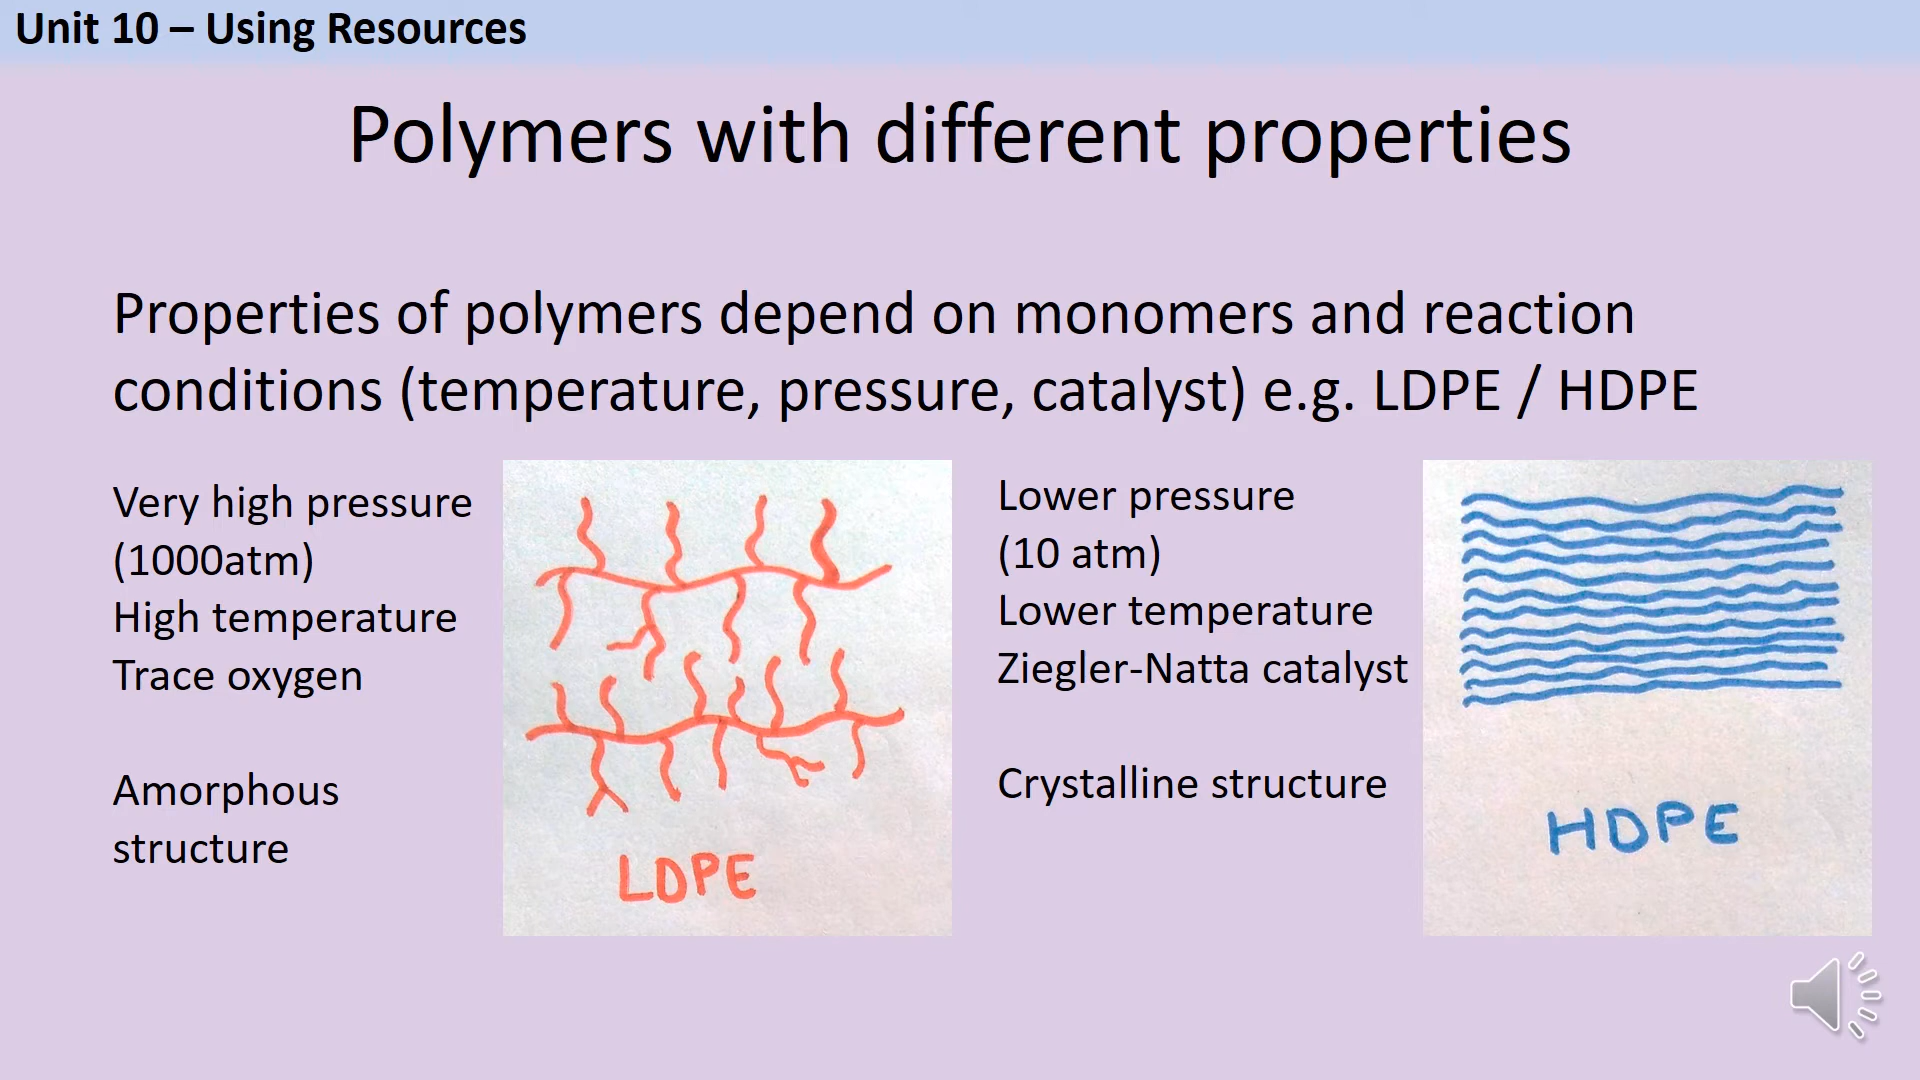 Unit 10 – Using Resources
Polymers with different properties
Properties of polymers depend on monomers and reaction
conditions (temperature, pressure, catalyst) e.g. LDPE / HDPE
Very high pressure
(1000atm)
High temperature
Trace oxygen
Amorphous
structure
LDPE
Lower pressure
(10 atm)
Lower temperature
Ziegler-Natta catalyst
Crystalline structure
HDPE